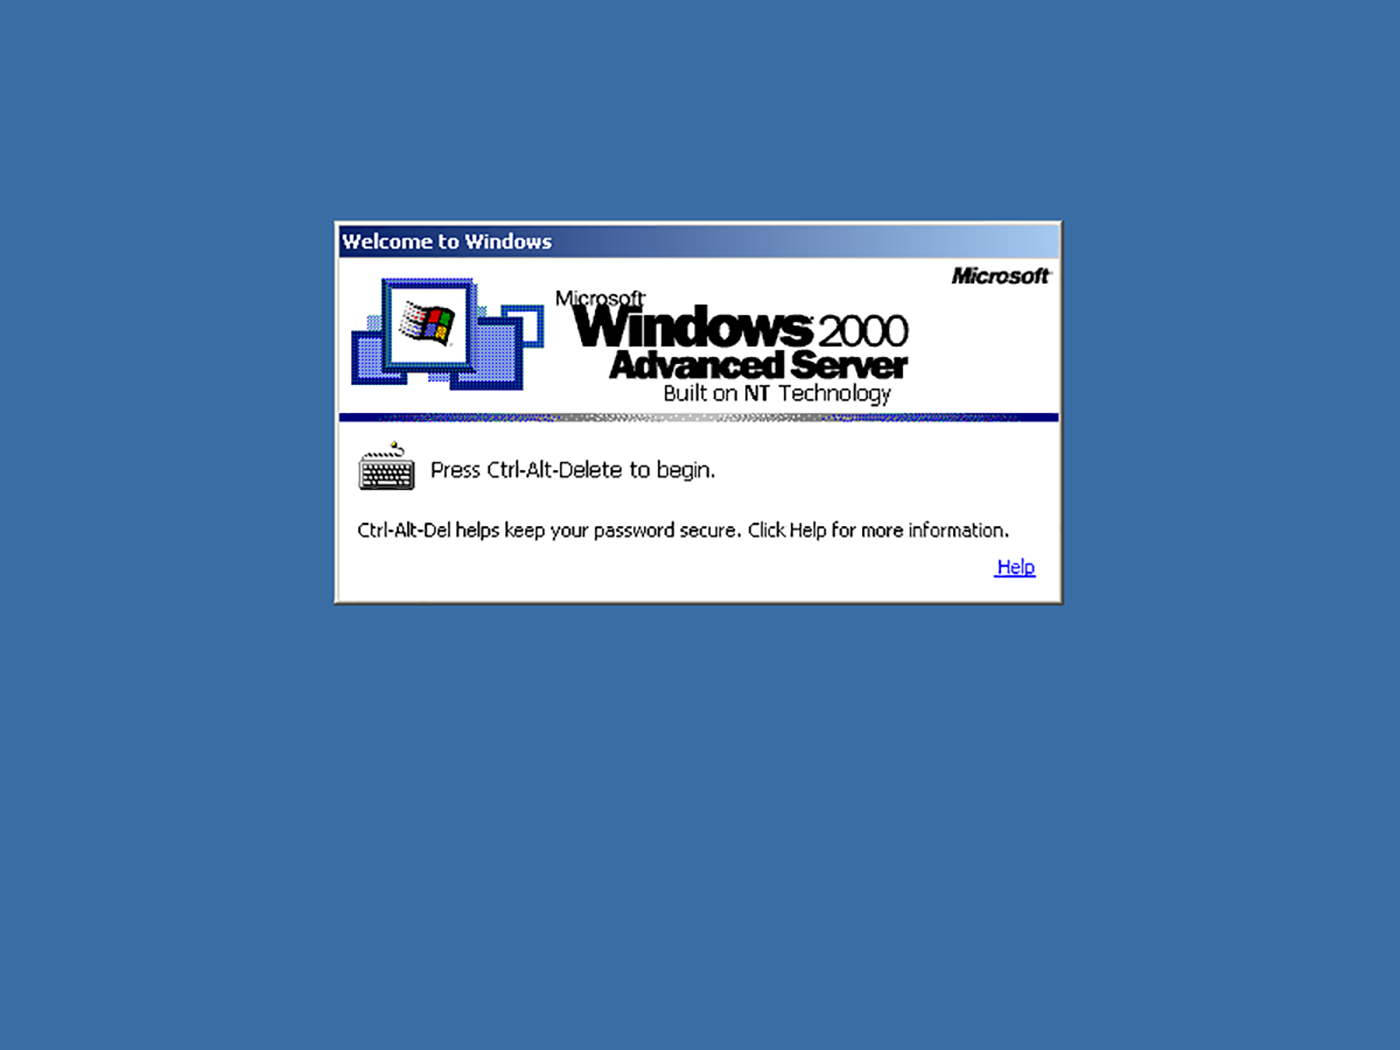 Welcome to Windows
Microsoft
Microsoft
Windows 2000
Advanced Server
Built on NT Technology
Press Ctrl-Alt-Delete to begin.
Ctrl-Alt-Del helps keep your password secure. Click Help for more information.
Help